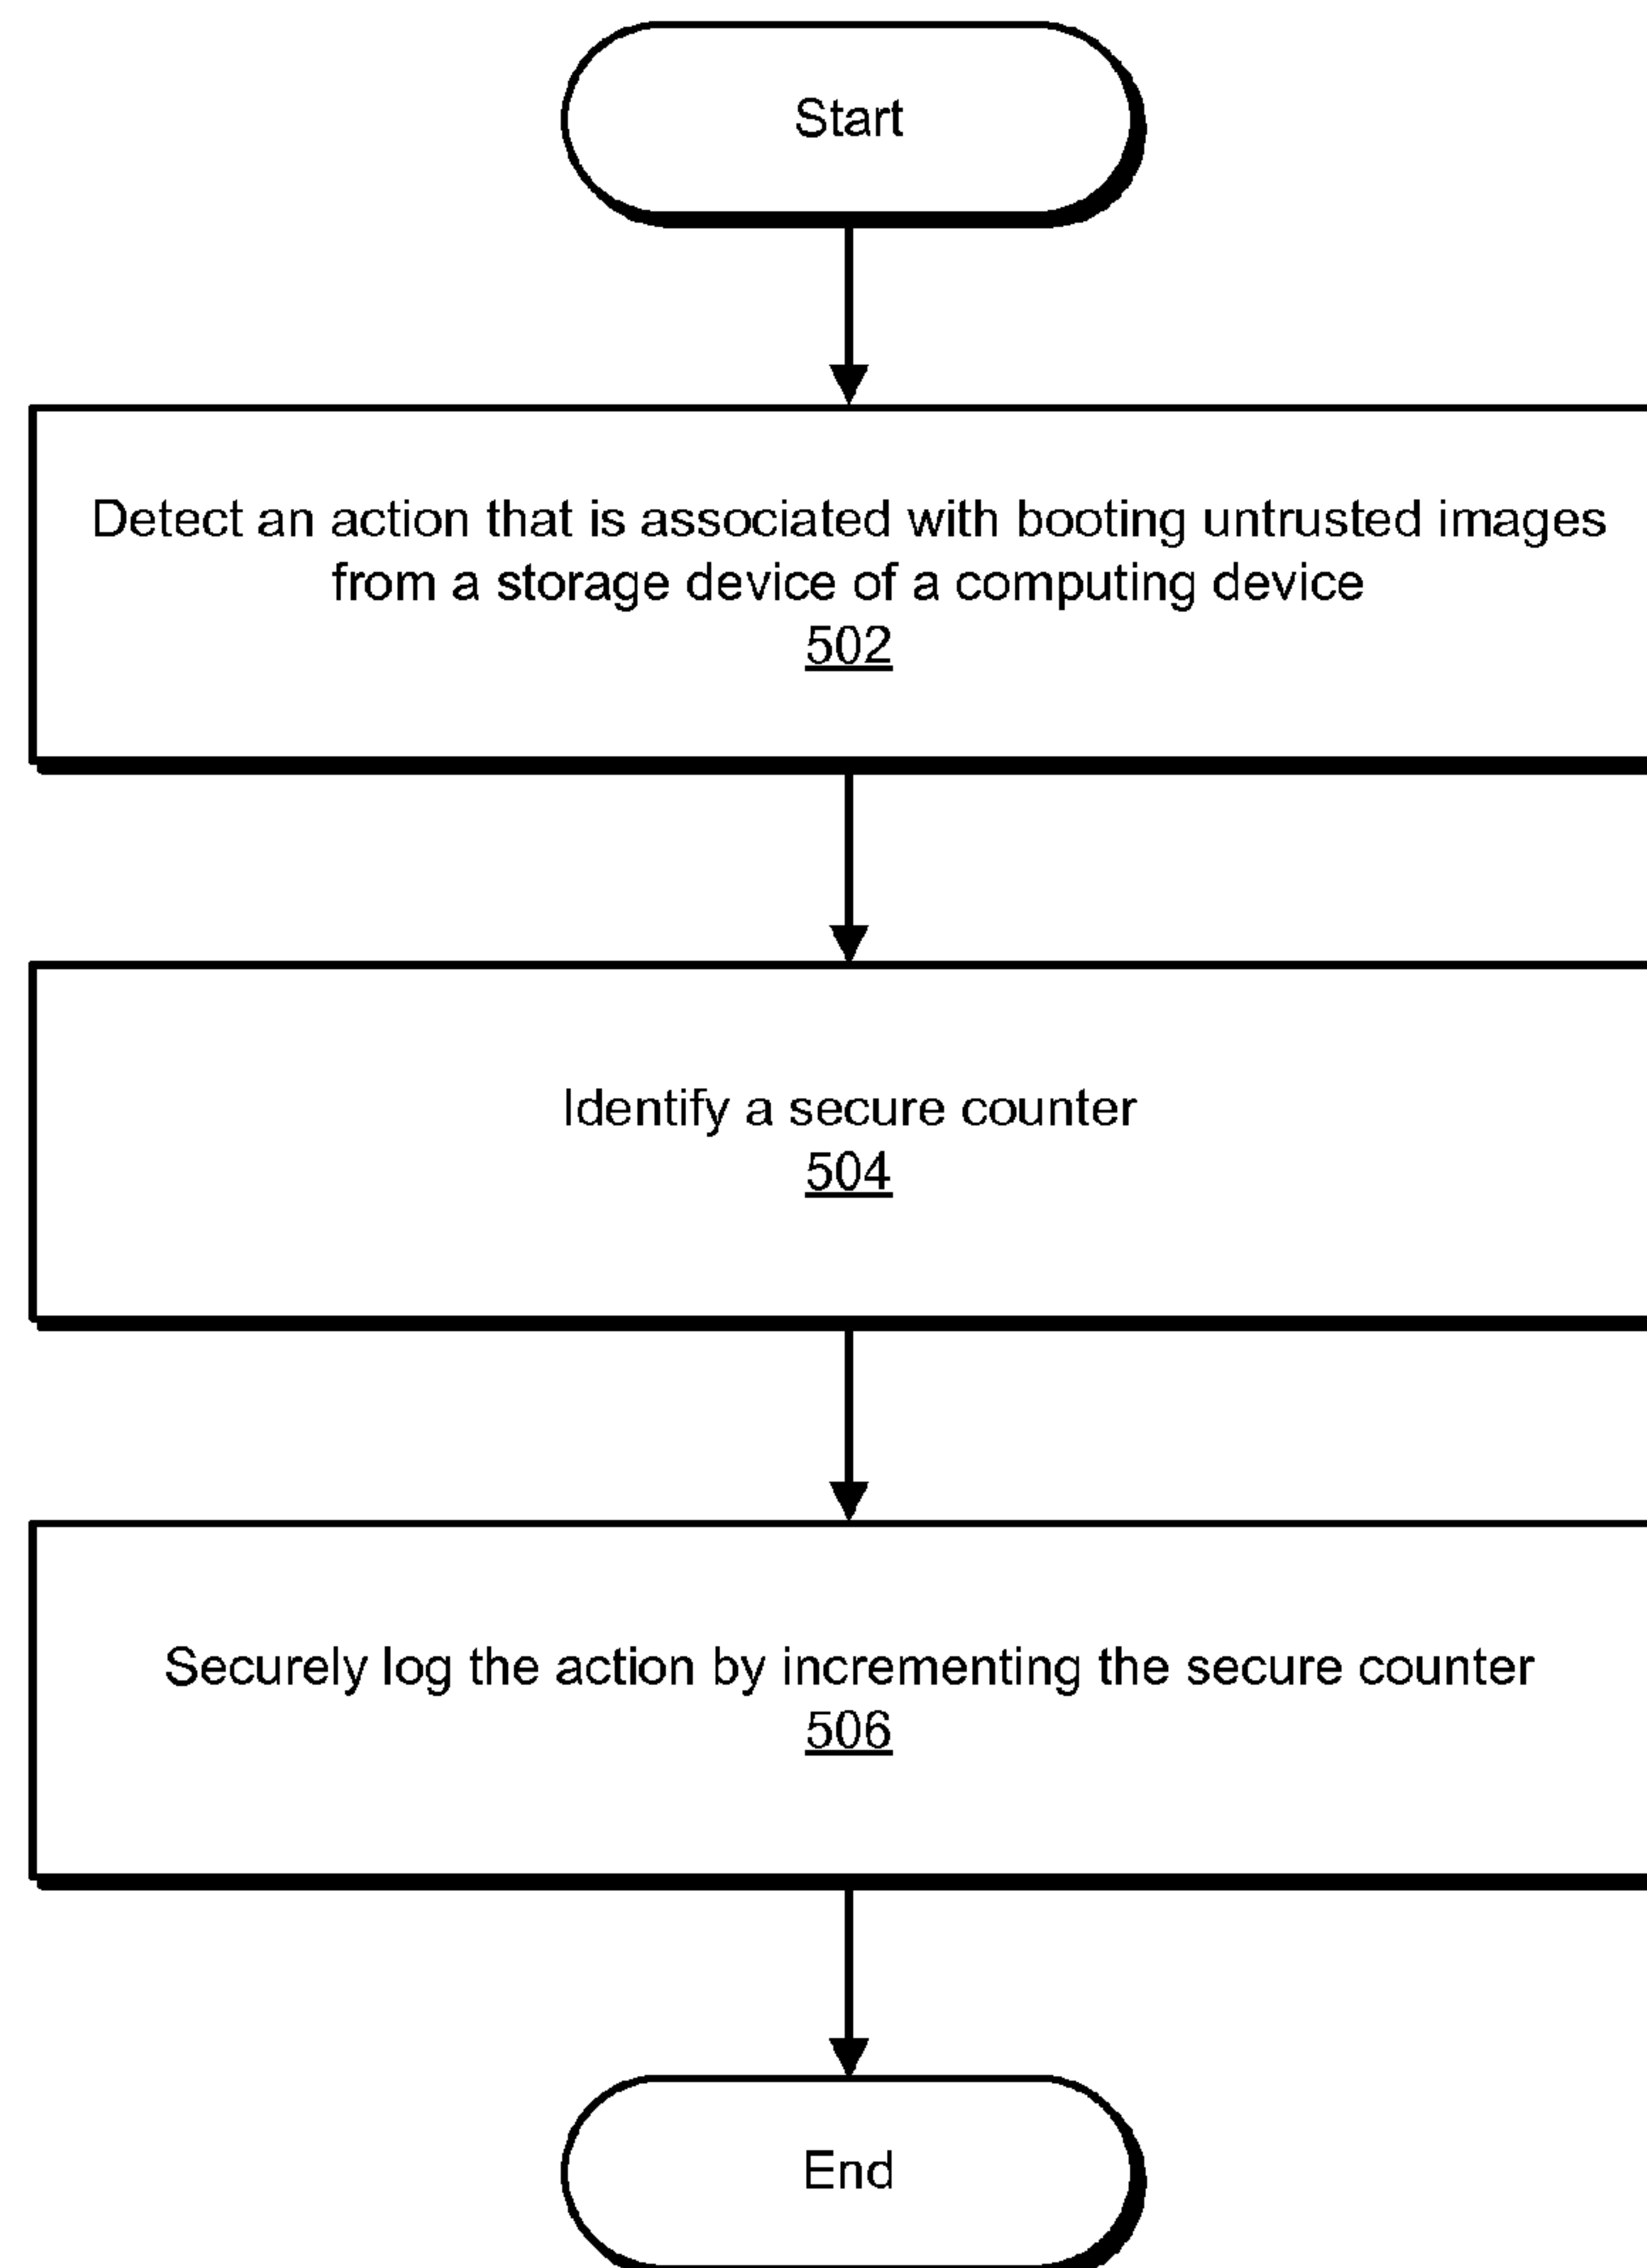 Start
Detect an action that is associated with booting untrusted images
from a storage device of a computing device
502
Identify a secure counter
504
Securely log the action by incrementing the secure counter
506
End